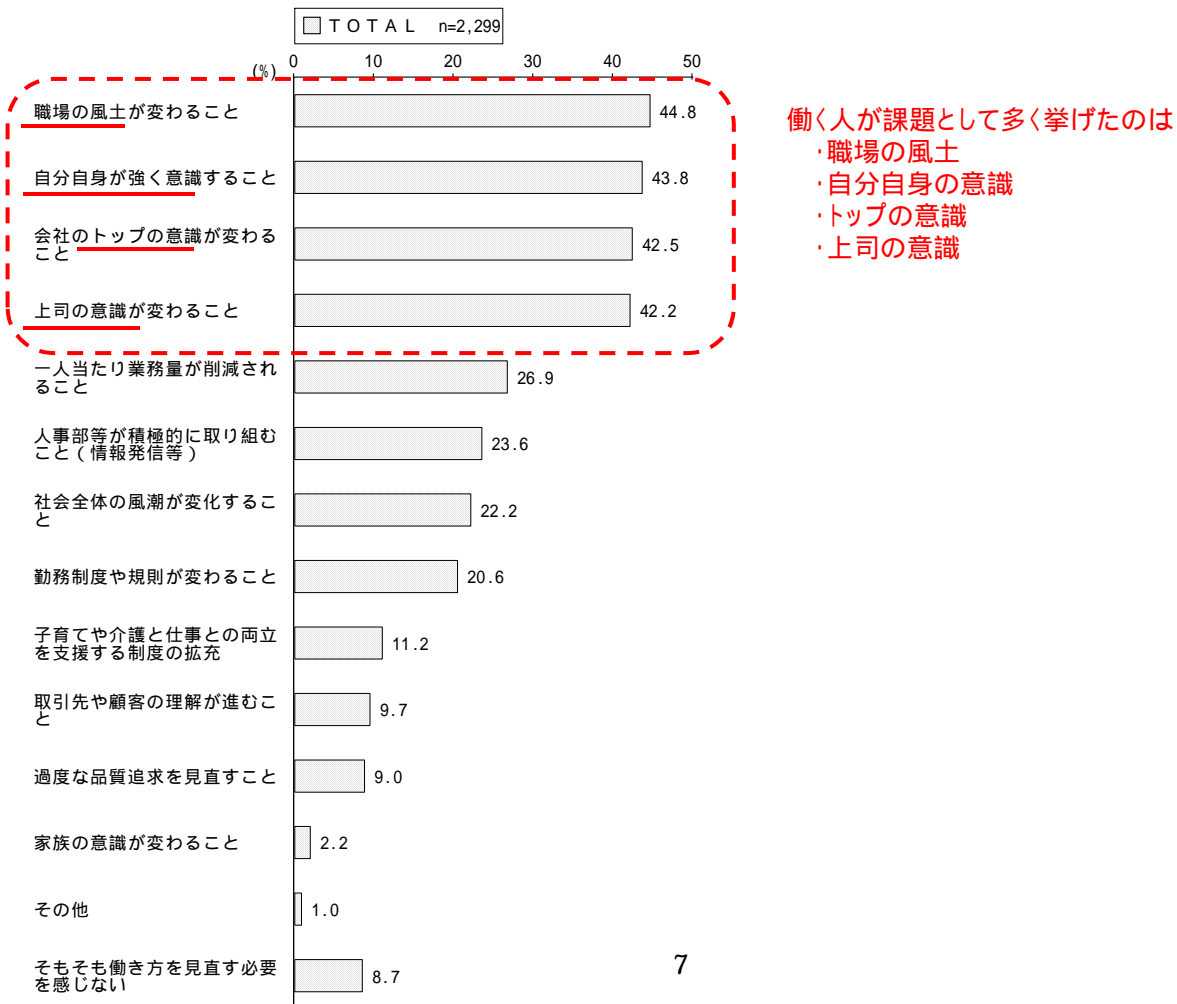 TOTAL n=2,299
0 10 20 30 40 50
(%)
職場の風土が変わること
44.8
自分自身が強く意識すること
43.8
会社のトップの意識が変わる
こと
42.5
上司の意識が変わること
42.2
一人当たり業務量が削減され
ること
26.9
人事部等が積極的に取り組む
こと(情報発信等)
23.6
社会全体の風潮が変化するこ
と
22.2
勤務制度や規則が変わること
20.6
子育てや介護と仕事との両立
を支援する制度の拡充
11.2
取引先や顧客の理解が進むこ
と
9.7
過度な品質追求を見直すこと
9.0
家族の意識が変わること
2.2
その他
1.0
そもそも働き方を見直す必要
を感じない
8.7
働く人が課題として多く挙げたのは
・職場の風土
・自分自身の意識
・トップの意識
・上司の意識
7